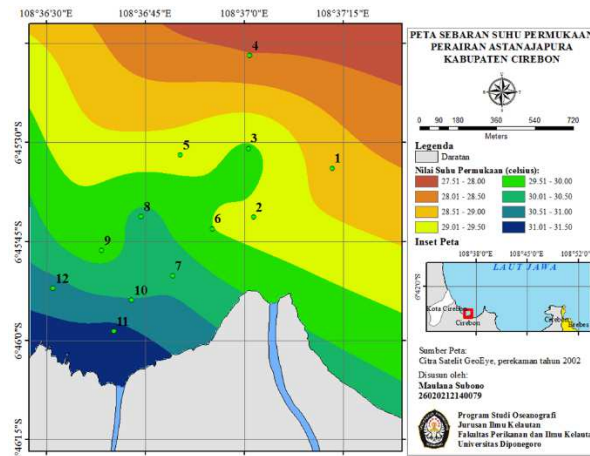 108°36'30"E 108°36'45"E 108°37'0"E 108°37'15"E
6°45'30"S
6°45'45"S
6°46'0"S
6°46'15"S
4
3
5
1
8
2
6
9
7
12
10
11
PETA SEBARAN SUHU PERMUKAAN
PERAIRAN ASTANAJAPURA
KABUPATEN CIREBON
0 90 180 360 540 720
Meters
Legenda
Daratan
Nilai Suhu Permukaan (celsius):
27.51 - 28.00 29.51 - 30.00
28.01 - 28.50 30.01 - 30.50
28.51 - 29.00 30.51 - 31.00
29.01 - 29.50 31.01 - 31.50
Inset Peta
108°38'0"E 108°45'0"E 108°52'0"E
LAUT JAWA
6°42'0"S
Cirebon
Brebes
Sumber Peta:
Citra Satelit GeoEye, perekaman tahun 2002
Disusun oleh:
Maulana Subono
26020212140079
Program Studi Oseanografi
Jurusan Ilmu Kelautan
Fakultas Perikanan dan Ilmu Kelautan
Universitas Diponegoro